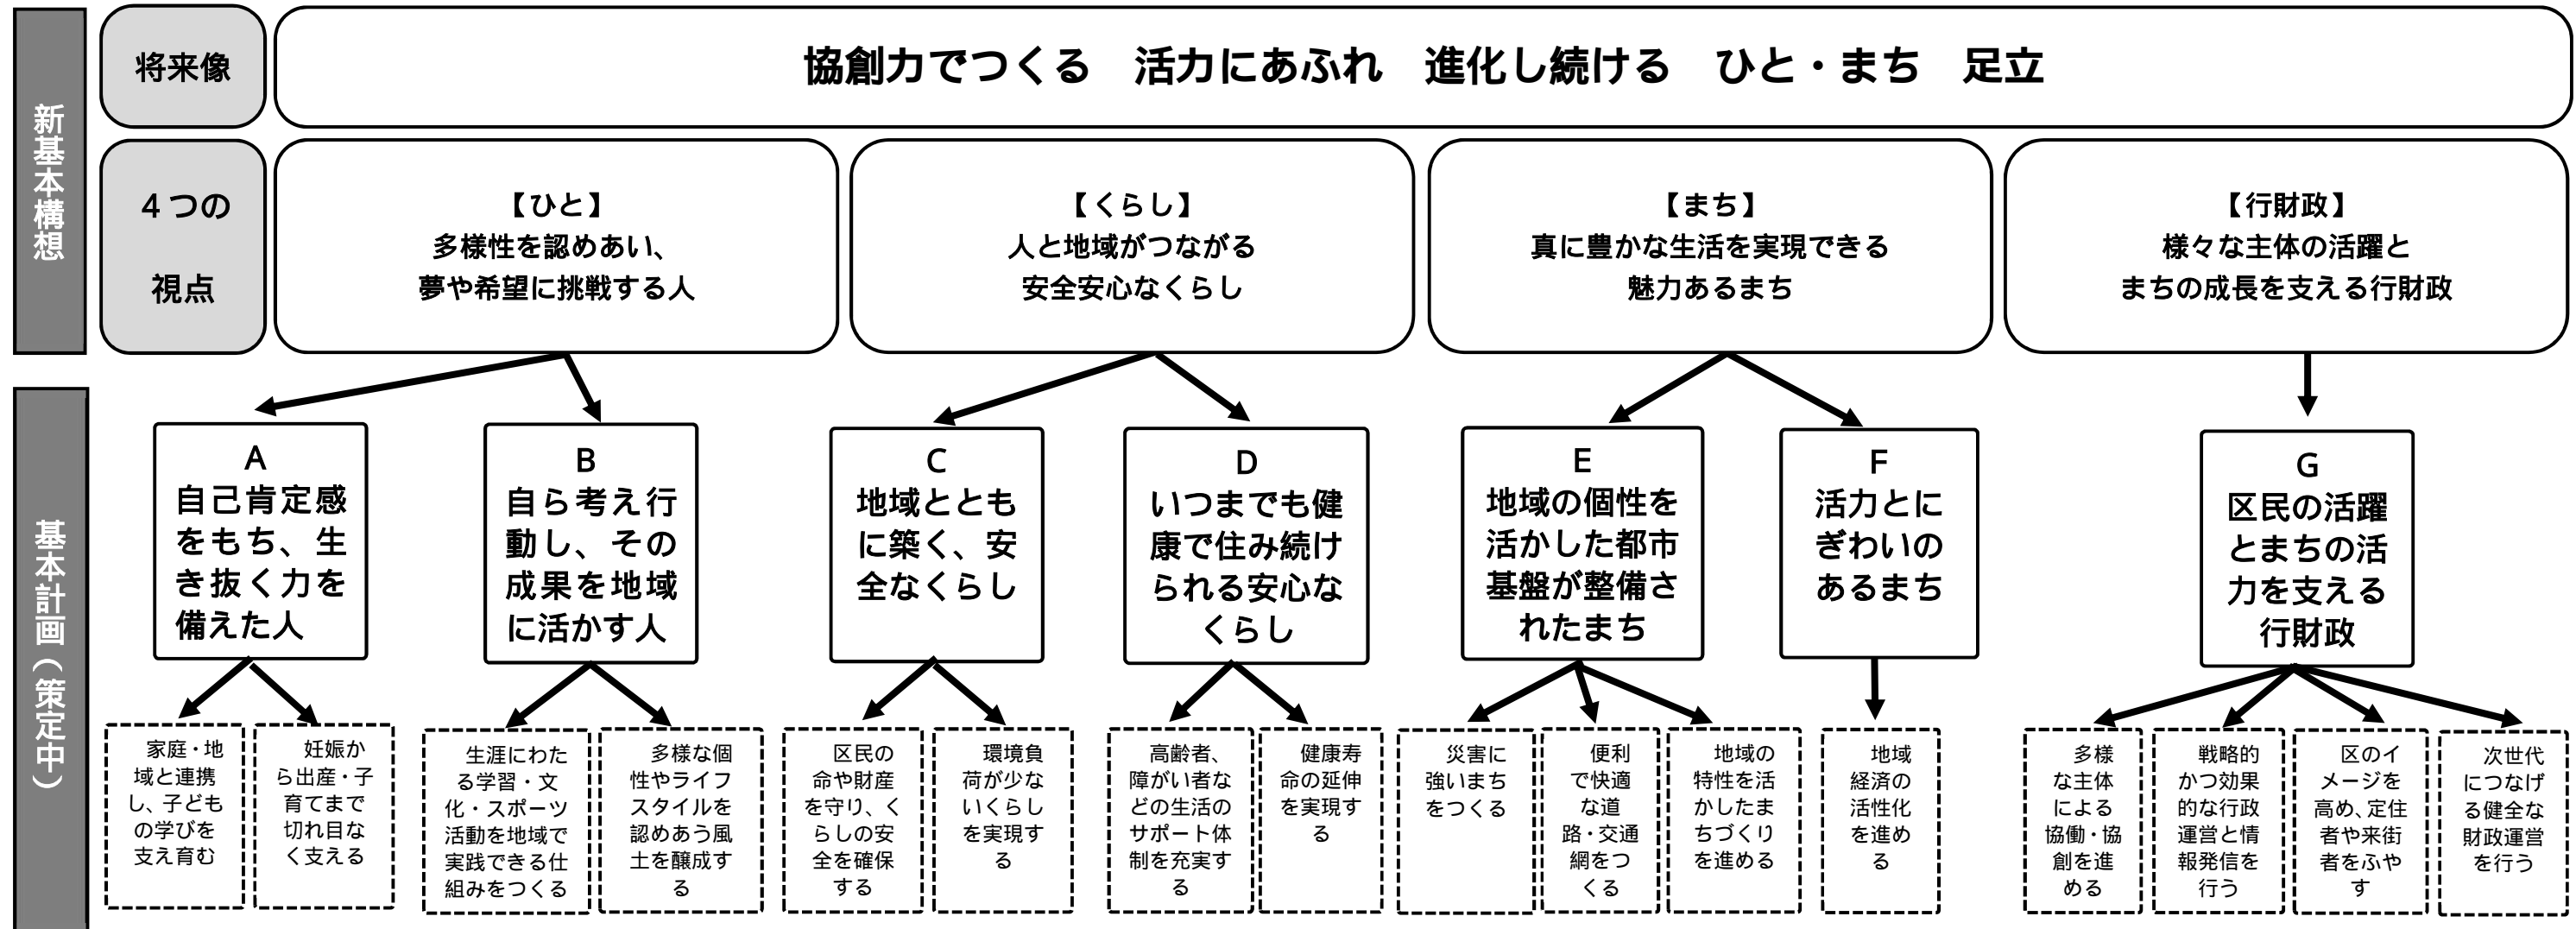 新基本構想
将来像
協創力でつくる　活力にあふれ　進化し続ける　ひと・まち　足立
４つの
視点
【ひと】
多様性を認めあい、
夢や希望に挑戦する人
【くらし】
人と地域がつながる
安全安心なくらし
【まち】
真に豊かな生活を実現できる
魅力あるまち
【行財政】
様々な主体の活躍と
まちの成長を支える行財政
基本計画（策定中）
A
自己肯定感
をもち、生
き抜く力を
備えた人
B
自ら考え行
動し、その
成果を地域
に活かす人
C
地域ととも
に築く、安
全なくらし
D
いつまでも健
康で住み続け
られる安心な
くらし
E
地域の個性を
活かした都市
基盤が整備さ
れたまち
F
活力とに
ぎわいの
あるまち
G
区民の活躍
とまちの活
力を支える
行財政
家庭・地
域と連携
し、子ども
の学びを
支え育む
妊娠か
ら出産・子
育てまで
切れ目な
く支える
生涯にわた
る学習・文
化・スポーツ
活動を地域で
実践できる仕
組みをつくる
多様な個
性やライフ
スタイルを
認めあう風
土を醸成す
る
区民の
命や財産
を守り、く
らしの安
全を確保
する
環境負
荷が少な
いくらし
を実現す
る
高齢者、
障がい者な
どの生活の
サポート体
制を充実す
る
健康寿
命の延伸
を実現す
る
災害に
強いまち
をつくる
便利
で快適
な道
路・交通
網をつ
くる
地域の
特性を活
かしたま
ちづくり
を進める
地域
経済の
活性化
を進め
る
多様
な主体
による
協働・協
創を進
める
戦略的
かつ効果
的な行政
運営と情
報発信を
行う
区のイ
メージを
高め、定住
者や来街
者をふや
す
次世代
につなげ
る健全な
財政運営
を行う